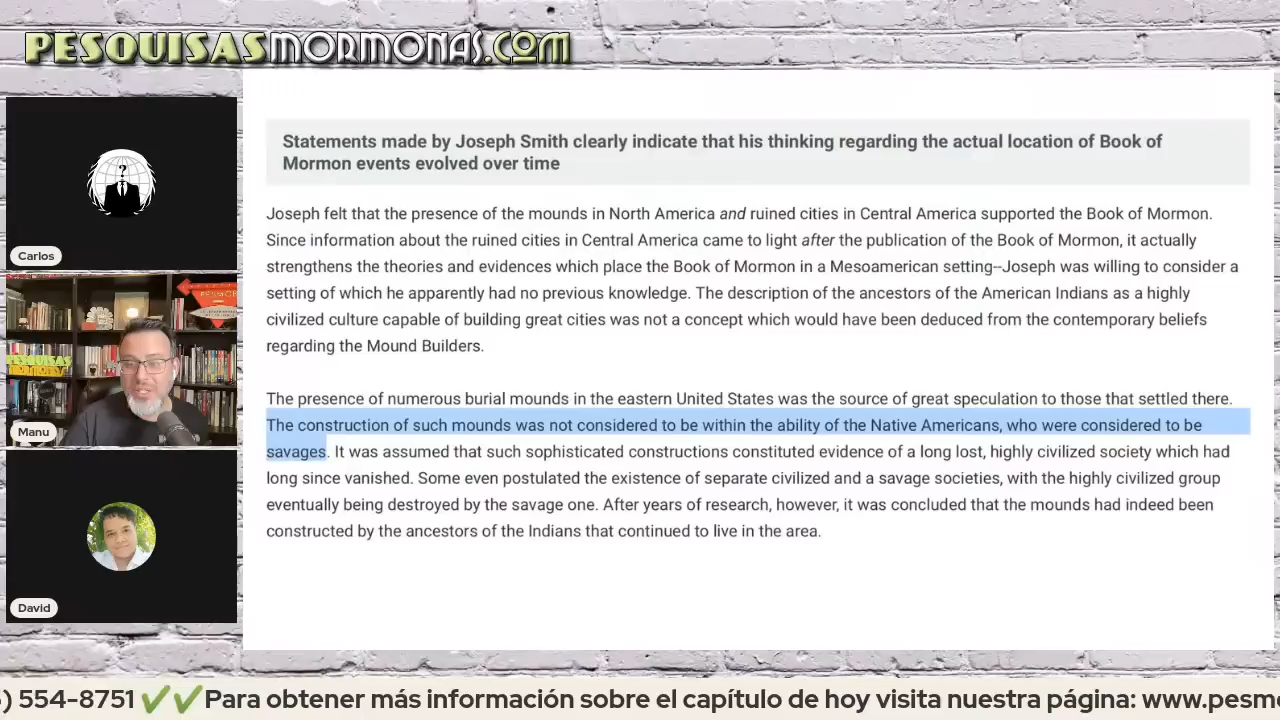 PESQUISASMORMONAS.COM
Statements made by Joseph Smith clearly indicate that his thinking regarding the actual location of Book of
Mormon events evolved over time
Joseph felt that the presence of the mounds in North America and ruined cities in Central America supported the Book of Mormon.
Since information about the ruined cities in Central America came to light after the publication of the Book of Mormon, it actually
strengthens the theories and evidences which place the Book of Mormon in a Mesoamerican setting--Joseph was willing to consider a
setting of which he apparently had no previous knowledge. The description of the ancestors of the American Indians as a highly
civilized culture capable of building great cities was not a concept which would have been deduced from the contemporary beliefs
regarding the Mound Builders.
The presence of numerous burial mounds in the eastern United States was the source of great speculation to those that settled there.
The construction of such mounds was not considered to be within the ability of the Native Americans, who were considered to be
savages. It was assumed that such sophisticated constructions constituted evidence of a long lost, highly civilized society which had
long since vanished. Some even postulated the existence of separate civilized and a savage societies, with the highly civilized group
eventually being destroyed by the savage one. After years of research, however, it was concluded that the mounds had indeed been
constructed by the ancestors of the Indians that continued to live in the area.
?
Carlos
PESQUISAS
Manu
David
) 554-8751 ✔✔Para obtener más información sobre el capítulo de hoy visita nuestra página: www.pesm